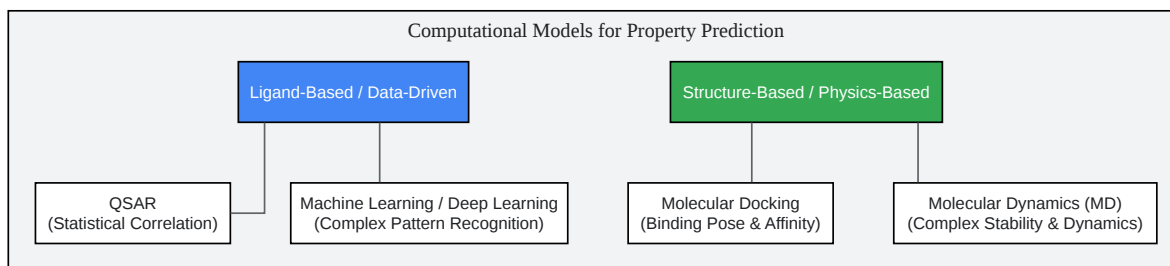 Computational Models for Property Prediction
Ligand-Based / Data-Driven
Structure-Based / Physics-Based
QSAR
(Statistical Correlation)
Machine Learning / Deep Learning
(Complex Pattern Recognition)
Molecular Docking
(Binding Pose & Affinity)
Molecular Dynamics (MD)
(Complex Stability & Dynamics)